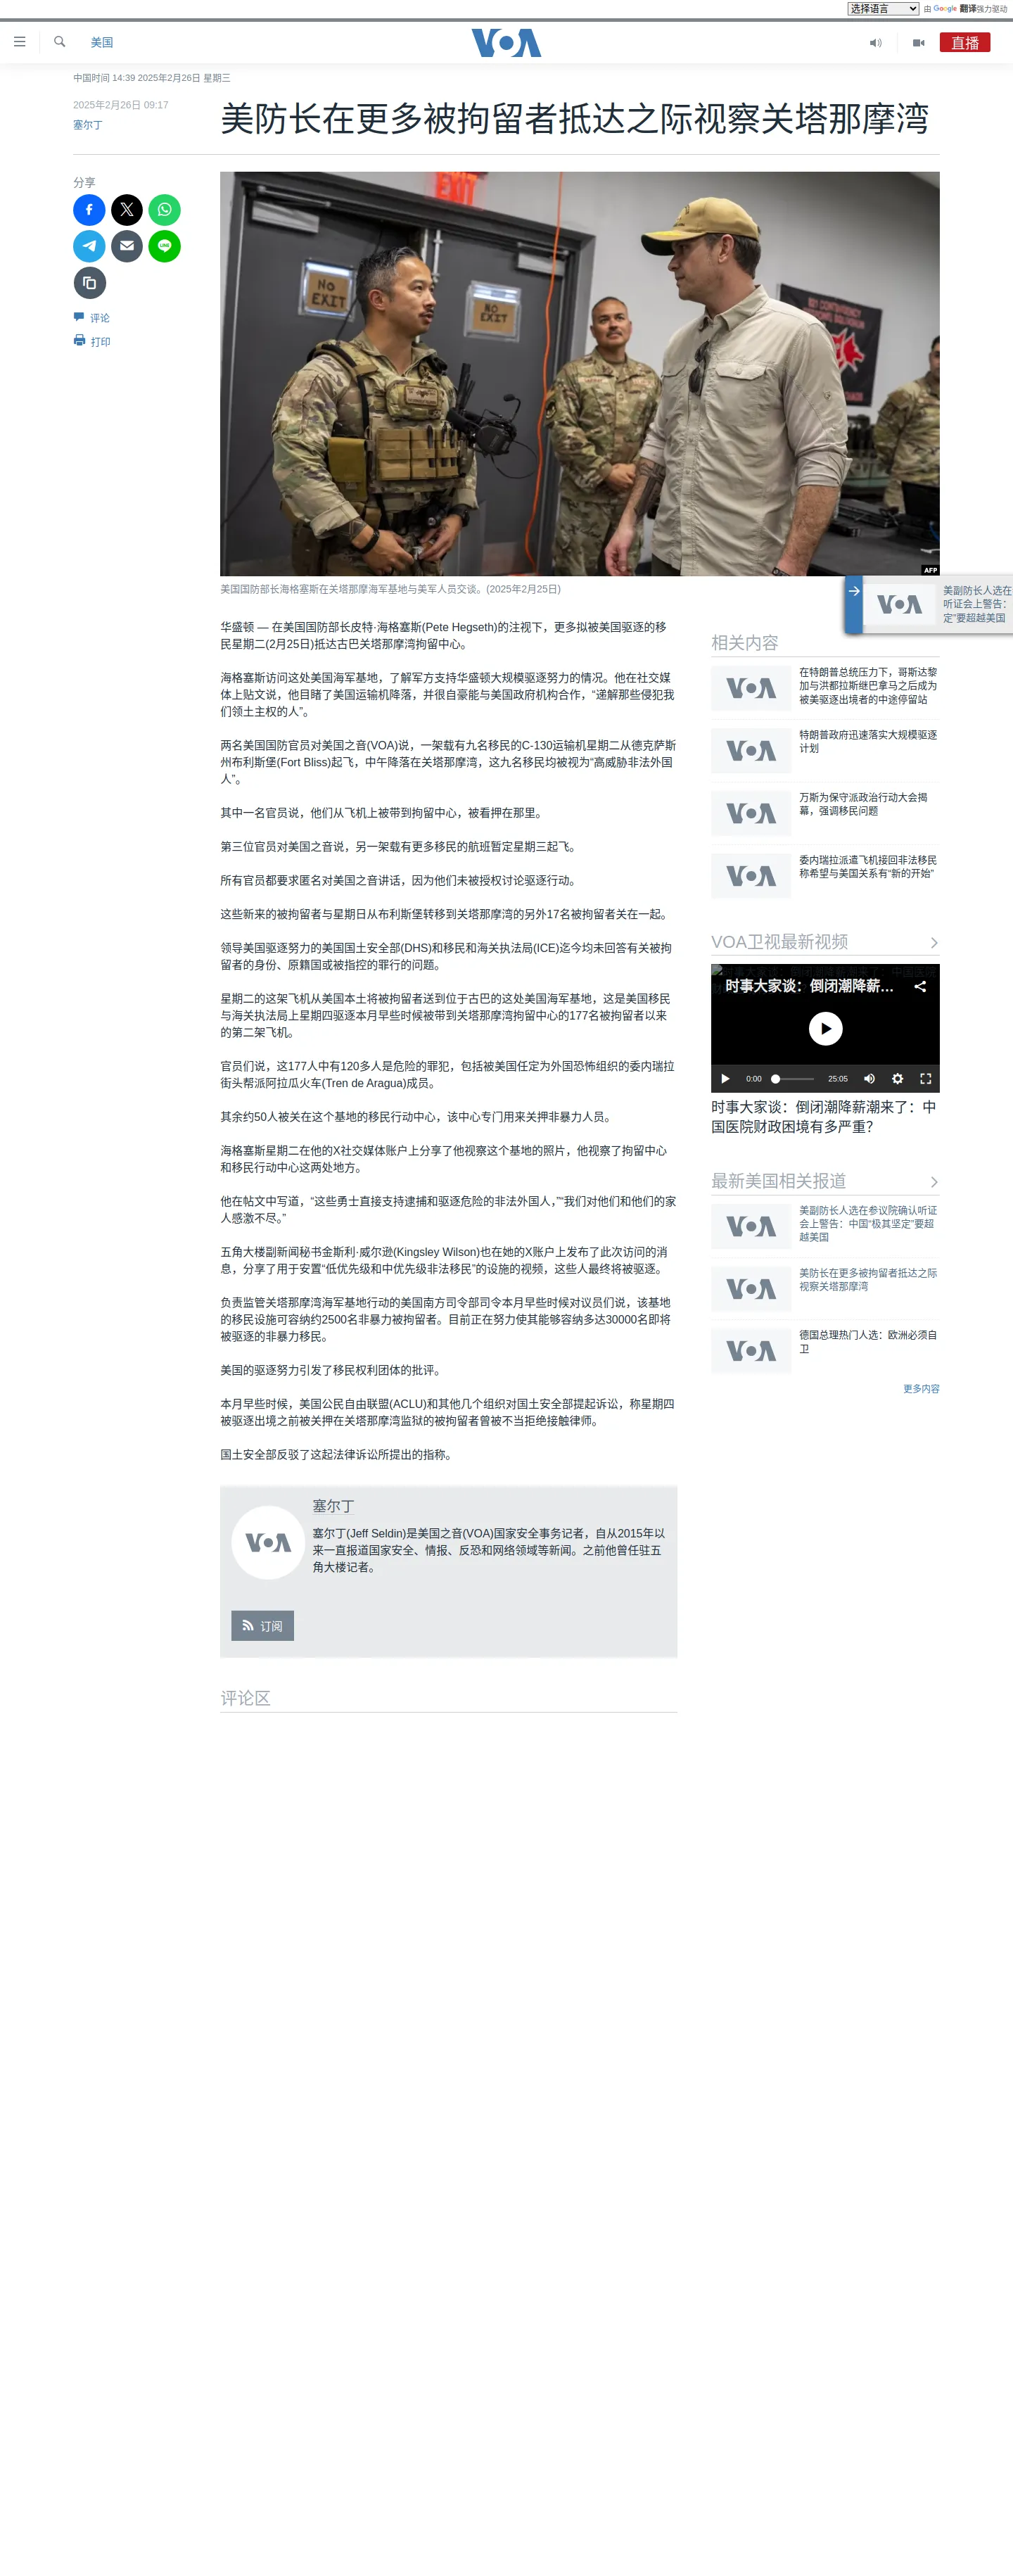 选择语言
由 Google 翻译强力驱动
美国
VOA
直播
中国时间 14:39 2025年2月26日 星期三
2025年2月26日 09:17
塞尔丁
美防长在更多被拘留者抵达之际视察关塔那摩湾
分享
评论
打印
EXIT
NO
EXIT
NO
EXIT
AFP
美国国防部长海格塞斯在关塔那摩海军基地与美军人员交谈。(2025年2月25日)
VOA
美副防长人选在
听证会上警告：
定”要超越美国
华盛顿 — 在美国国防部长皮特·海格塞斯(Pete Hegseth)的注视下，更多拟被美国驱逐的移
民星期二(2月25日)抵达古巴关塔那摩湾拘留中心。
海格塞斯访问这处美国海军基地，了解军方支持华盛顿大规模驱逐努力的情况。他在社交媒
体上贴文说，他目睹了美国运输机降落，并很自豪能与美国政府机构合作，“递解那些侵犯我
们领土主权的人”。
两名美国国防官员对美国之音(VOA)说，一架载有九名移民的C-130运输机星期二从德克萨斯
州布利斯堡(Fort Bliss)起飞，中午降落在关塔那摩湾，这九名移民均被视为“高威胁非法外国
人”。
其中一名官员说，他们从飞机上被带到拘留中心，被看押在那里。
第三位官员对美国之音说，另一架载有更多移民的航班暂定星期三起飞。
所有官员都要求匿名对美国之音讲话，因为他们未被授权讨论驱逐行动。
这些新来的被拘留者与星期日从布利斯堡转移到关塔那摩湾的另外17名被拘留者关在一起。
领导美国驱逐努力的美国国土安全部(DHS)和移民和海关执法局(ICE)迄今均未回答有关被拘
留者的身份、原籍国或被指控的罪行的问题。
星期二的这架飞机从美国本土将被拘留者送到位于古巴的这处美国海军基地，这是美国移民
与海关执法局上星期四驱逐本月早些时候被带到关塔那摩湾拘留中心的177名被拘留者以来
的第二架飞机。
官员们说，这177人中有120多人是危险的罪犯，包括被美国任定为外国恐怖组织的委内瑞拉
街头帮派阿拉瓜火车(Tren de Aragua)成员。
其余约50人被关在这个基地的移民行动中心，该中心专门用来关押非暴力人员。
海格塞斯星期二在他的X社交媒体账户上分享了他视察这个基地的照片，他视察了拘留中心
和移民行动中心这两处地方。
他在帖文中写道，“这些勇士直接支持逮捕和驱逐危险的非法外国人，”“我们对他们和他们的家
人感激不尽。”
五角大楼副新闻秘书金斯利·威尔逊(Kingsley Wilson)也在她的X账户上发布了此次访问的消
息，分享了用于安置“低优先级和中优先级非法移民”的设施的视频，这些人最终将被驱逐。
负责监管关塔那摩湾海军基地行动的美国南方司令部司令本月早些时候对议员们说，该基地
的移民设施可容纳约2500名非暴力被拘留者。目前正在努力使其能够容纳多达30000名即将
被驱逐的非暴力移民。
美国的驱逐努力引发了移民权利团体的批评。
本月早些时候，美国公民自由联盟(ACLU)和其他几个组织对国土安全部提起诉讼，称星期四
被驱逐出境之前被关押在关塔那摩湾监狱的被拘留者曾被不当拒绝接触律师。
国土安全部反驳了这起法律诉讼所提出的指称。
VOA
塞尔丁
塞尔丁(Jeff Seldin)是美国之音(VOA)国家安全事务记者，自从2015年以
来一直报道国家安全、情报、反恐和网络领域等新闻。之前他曾任驻五
角大楼记者。
订阅
评论区
相关内容
VOA
在特朗普总统压力下，哥斯达黎
加与洪都拉斯继巴拿马之后成为
被美驱逐出境者的中途停留站
VOA
特朗普政府迅速落实大规模驱逐
计划
VOA
万斯为保守派政治行动大会揭
幕，强调移民问题
VOA
委内瑞拉派遣飞机接回非法移民
称希望与美国关系有“新的开始”
VOA卫视最新视频
时事大家谈：倒闭潮降薪...
0:00
25:05
时事大家谈：倒闭潮降薪潮来了：中
国医院财政困境有多严重？
最新美国相关报道
VOA
美副防长人选在参议院确认听证
会上警告：中国“极其坚定”要超
越美国
VOA
美防长在更多被拘留者抵达之际
视察关塔那摩湾
VOA
德国总理热门人选：欧洲必须自
卫
更多内容